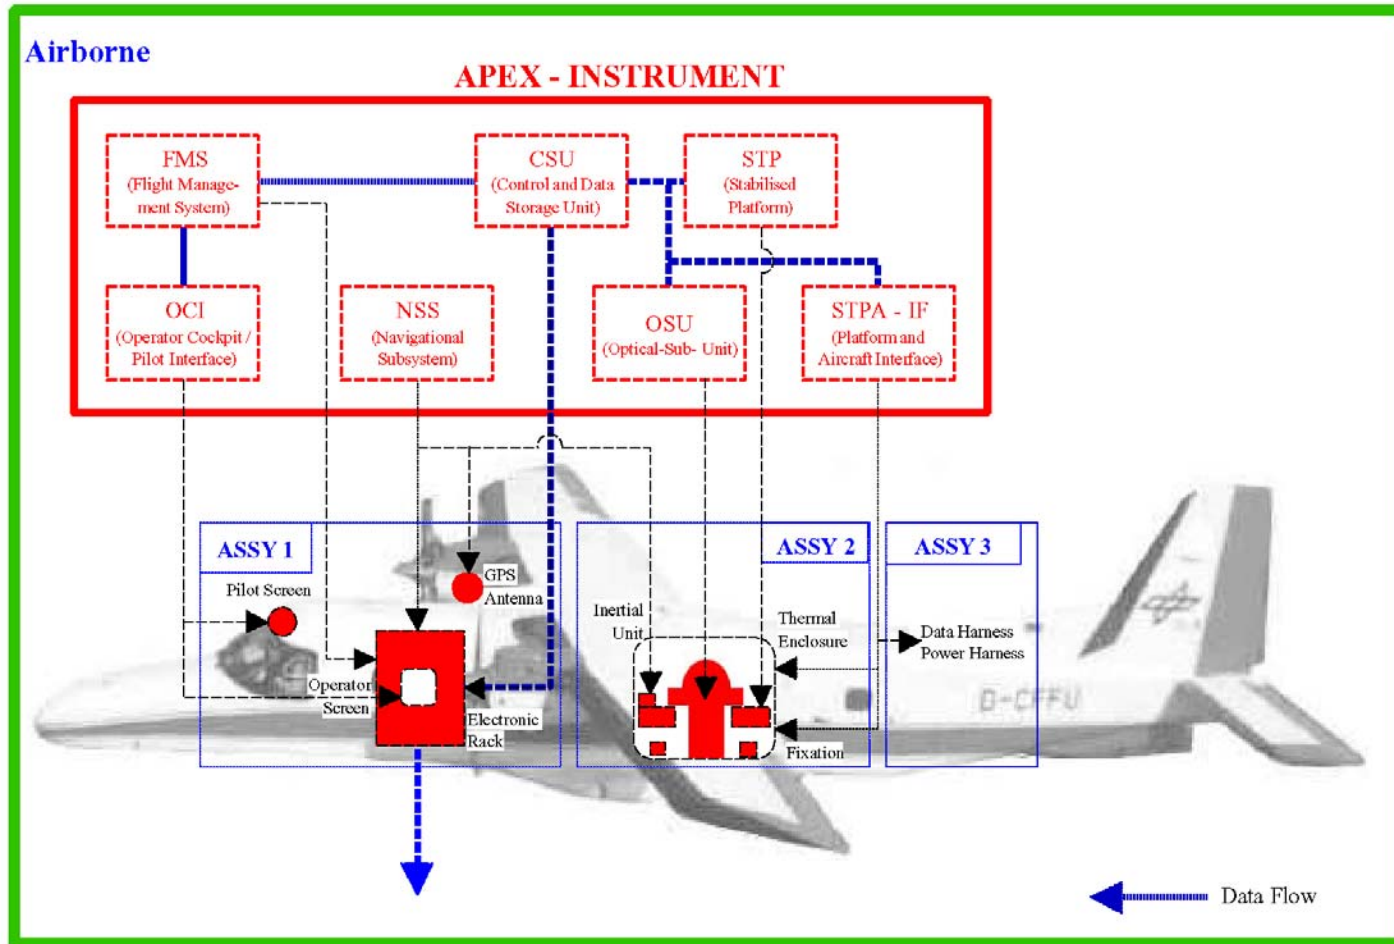 Airborne
APEX - INSTRUMENT
FMS
(Flight Manage-
ment System)
CSU
(Control and Data
Storage Unit)
STP
(Stabilised
Platform)
OCI
(Operator Cockpit /
Pilot Interface)
NSS
(Navigational
Subsystem)
OSU
(Optical-Sub- Unit)
STPA - IF
(Platform and
Aircraft Interface)
ASSY 1
ASSY 2
ASSY 3
Pilot Screen
GPS
Antenna
Inertial
Unit
Thermal
Enclosure
Data Harness
Power Harness
Operator
Screen
Electronic
Rack
Fixation
D-CFFU
Data Flow